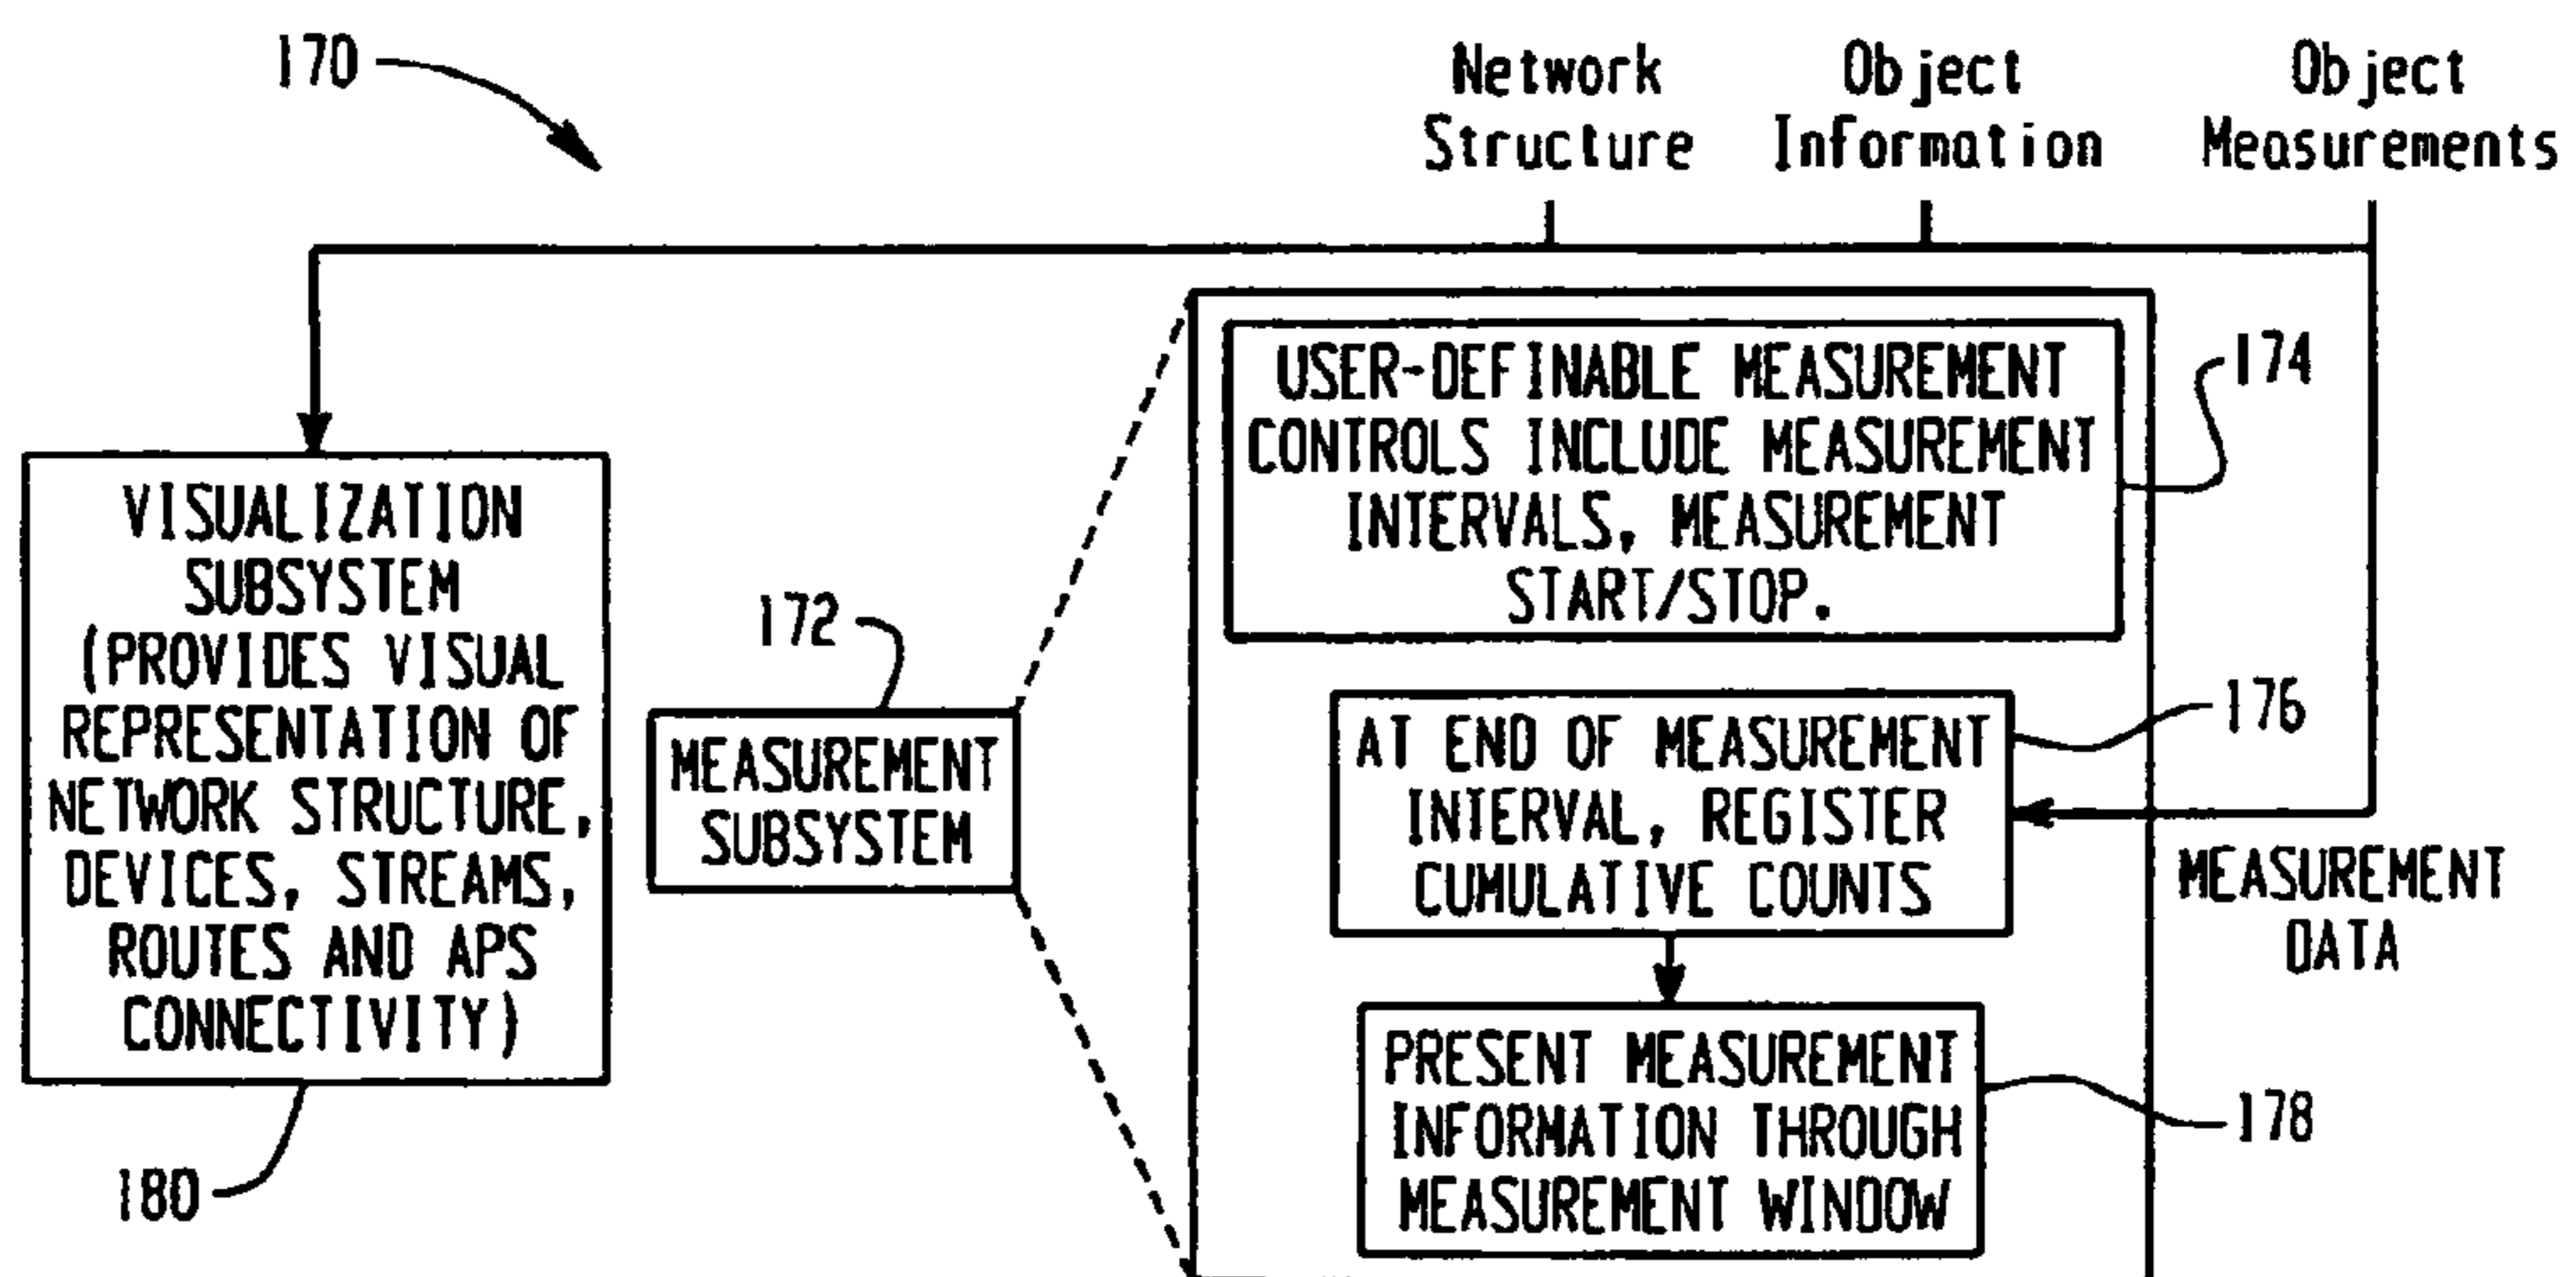 170
Network
Structure
Object
Information
Object
Measurements
USER-DEFINABLE MEASUREMENT
CONTROLS INCLUDE MEASUREMENT
INTERVALS, MEASUREMENT
START/STOP.
174
VISUALIZATION
SUBSYSTEM
(PROVIDES VISUAL
REPRESENTATION OF
NETWORK STRUCTURE,
DEVICES, STREAMS,
ROUTES AND APS
CONNECTIVITY)
180
172
MEASUREMENT
SUBSYSTEM
AT END OF MEASUREMENT
INTERVAL, REGISTER
CUMULATIVE COUNTS
176
MEASUREMENT
DATA
PRESENT MEASUREMENT
INFORMATION THROUGH
MEASUREMENT WINDOW
178